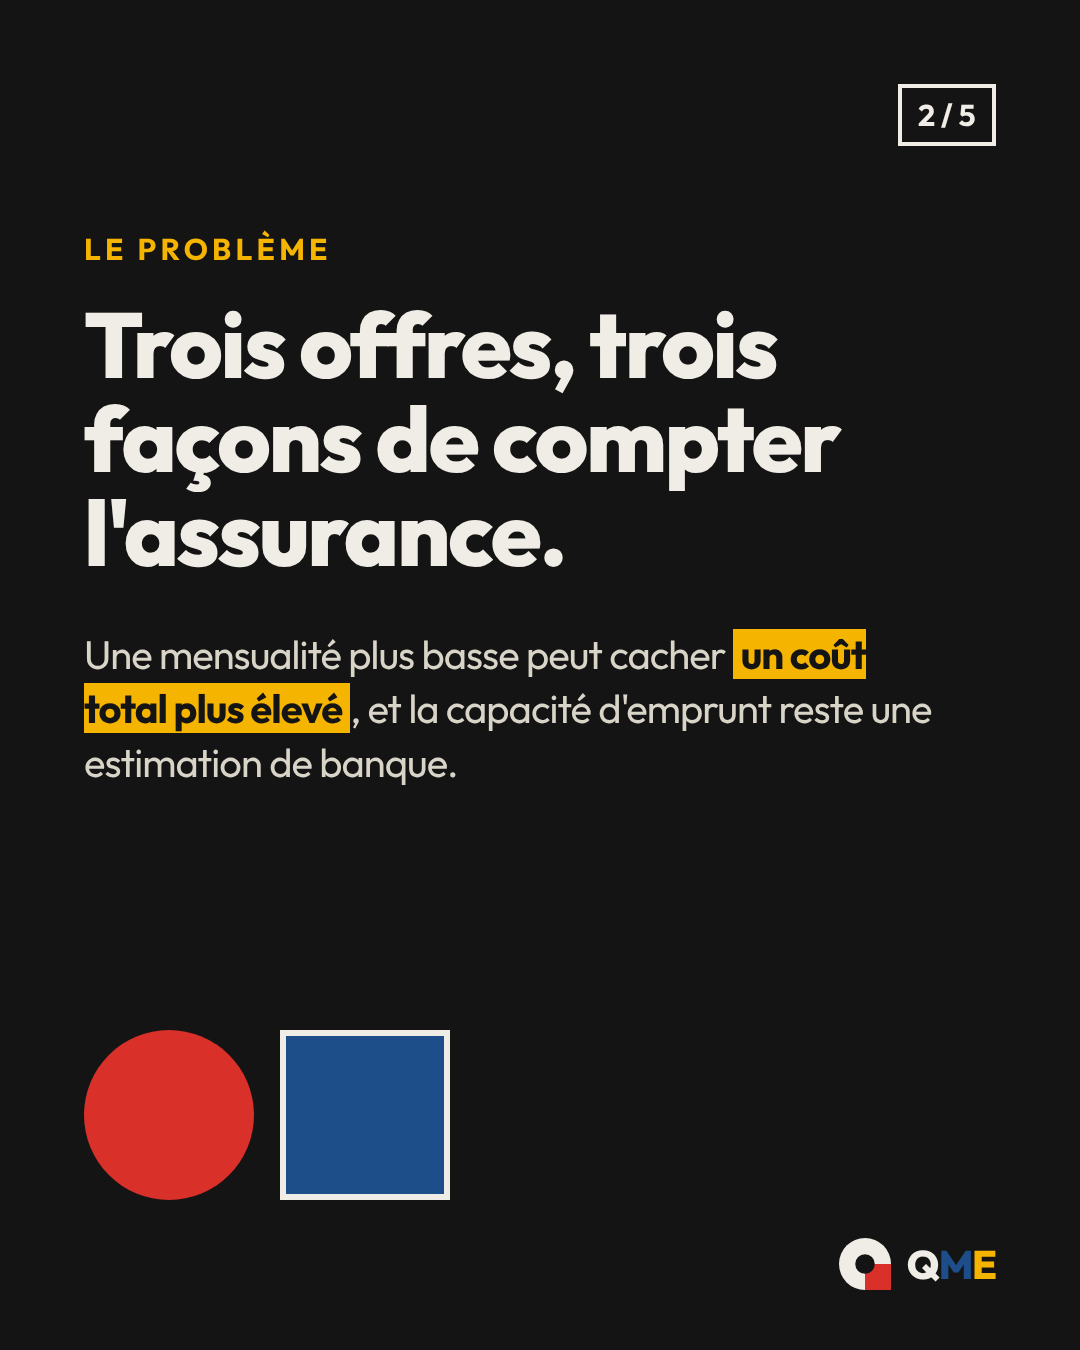 2 / 5
LE PROBLÈME
Trois offres, trois
façons de compter
l'assurance.
Une mensualité plus basse peut cacher un coût
total plus élevé, et la capacité d'emprunt reste une
estimation de banque.
QME